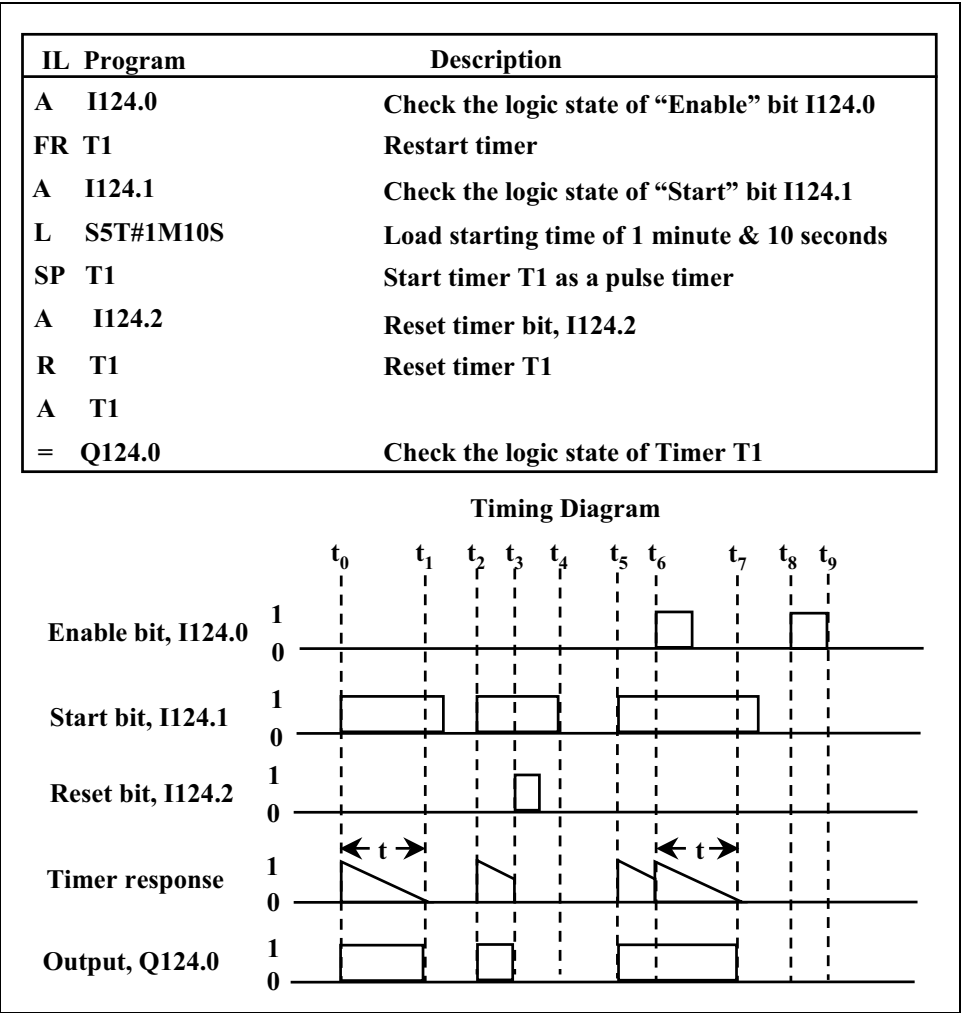 IL Program Description
A I124.0 Check the logic state of “Enable” bit I124.0
FR T1 Restart timer
A I124.1 Check the logic state of “Start” bit I124.1
L S5T#1M10S Load starting time of 1 minute & 10 seconds
SP T1 Start timer T1 as a pulse timer
A I124.2 Reset timer bit, I124.2
R T1 Reset timer T1
A T1
= Q124.0 Check the logic state of Timer T1
Timing Diagram
t0 t1 t2 t3 t4 t5 t6 t7 t8 t9
1
Enable bit, I124.0
0
1
Start bit, I124.1
0
1
Reset bit, I124.2
0
t t
1
Timer response
0
1
Output, Q124.0
0